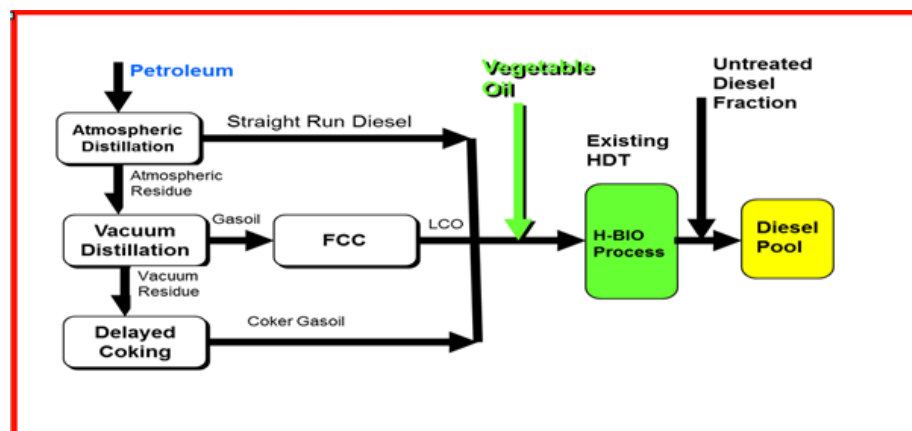 Petroleum
Vegetable
Oil
Untreated
Diesel
Fraction
Atmospheric
Distillation
Straight Run Diesel
Existing
HDT
Atmospheric
Residue
Vacuum
Distillation
Gasoil
FCC
LCO
H-BIO
Process
Diesel
Pool
Vacuum
Residue
Delayed
Coking
Coker Gasoil